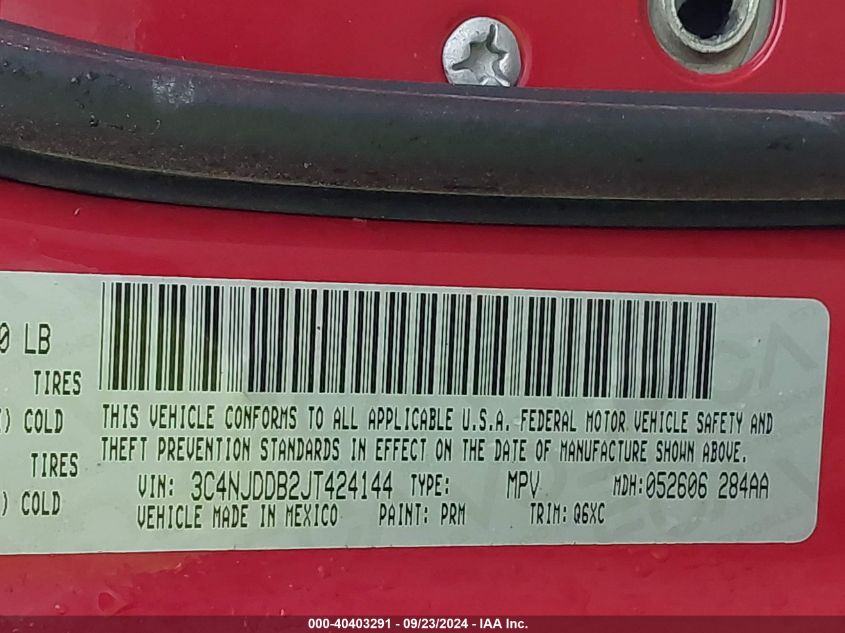 0 LB
TIRES
) COLD
TIRES
) COLD
THIS VEHICLE CONFORMS TO ALL APPLICABLE U.S.A. FEDERAL MOTOR VEHICLE SAFETY AND
THEFT PREVENTION STANDARDS IN EFFECT ON THE DATE OF MANUFACTURE SHOWN ABOVE.
VIN: 3C4NJDDB2JT424144 TYPE: MPV MDH:052606 284AA
VEHICLE MADE IN MEXICO PAINT: PRM TRIM: Q6XC
000-40403291 - 09/23/2024 - IAA Inc.